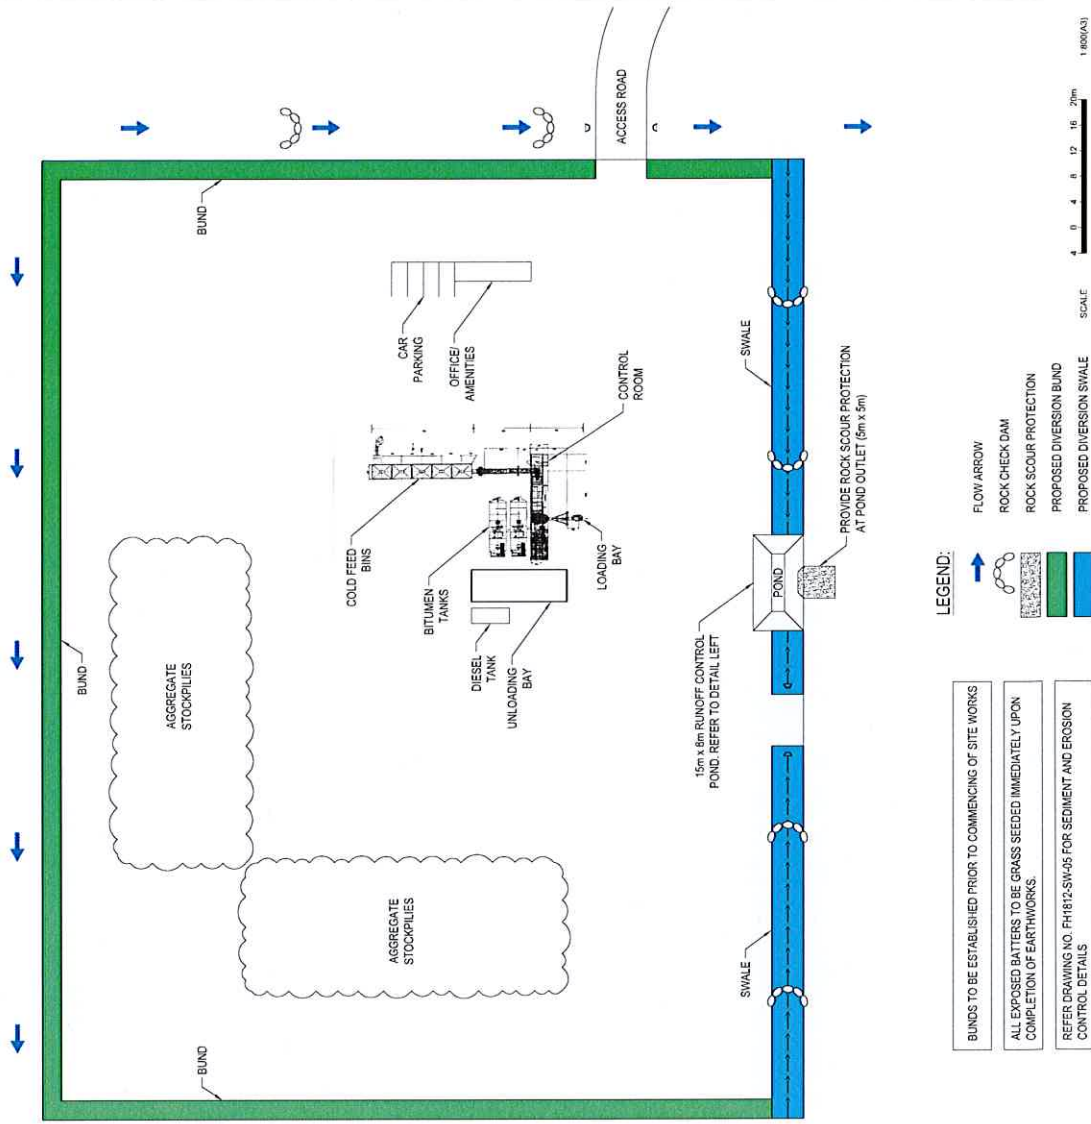 ACCESS ROAD
BUND
CAR
PARKING
OFFICE/
AMENITIES
CONTROL
ROOM
COLD FEED
BINS
BITUMEN
TANKS
DIESEL
TANK
UNLOADING
BAY
LOADING
BAY
BUND
AGGREGATE
STOCKPILIES
AGGREGATE
STOCKPILIES
BUND
SWALE
15m x 8m RUNOFF CONTROL
POND. REFER TO DETAIL LEFT
POND
PROVIDE ROCK SCOUR PROTECTION
AT POND OUTLET (5m x 5m)
SWALE
LEGEND:
FLOW ARROW
ROCK CHECK DAM
ROCK SCOUR PROTECTION
PROPOSED DIVERSION BUND
PROPOSED DIVERSION SWALE
BUNDS TO BE ESTABLISHED PRIOR TO COMMENCING OF SITE WORKS
ALL EXPOSED BATTERS TO BE GRASS SEEDED IMMEDIATELY UPON
COMPLETION OF EARTHWORKS.
REFER DRAWING NO. FH1812-SW-05 FOR SEDIMENT AND EROSION
CONTROL DETAILS
SCALE 4 0 4 8 12 16 20m 1:800(A3)